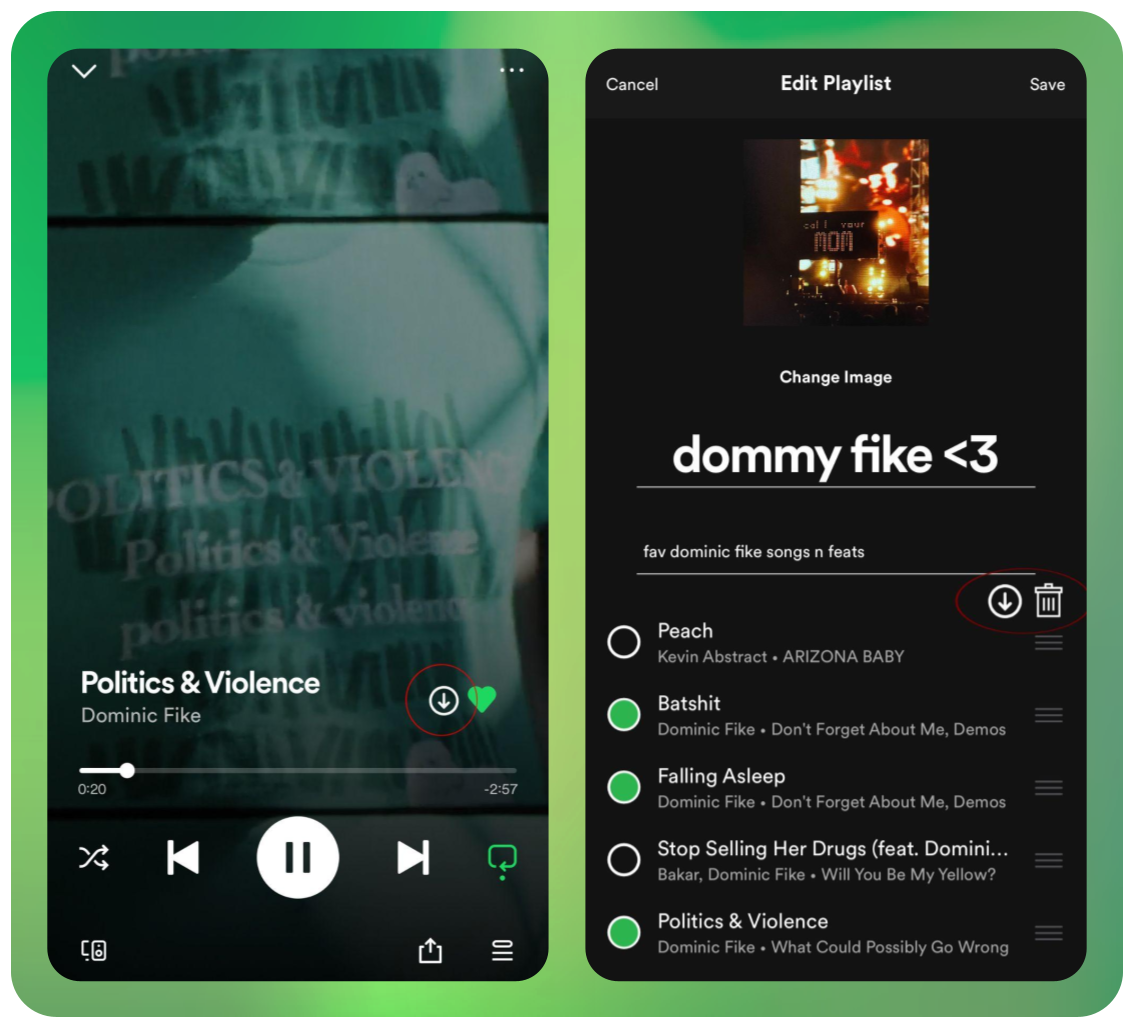 politi
POLITICS & VIOLENC
Politics & Violence
politics & violenc
Politics & Violence
Dominic Fike
0:20
-2:57
Cancel
Edit Playlist
Save
call your
MOM
Change Image
dommy fike <3
fav dominic fike songs n feats
Peach
Kevin Abstract • ARIZONA BABY
Batshit
Dominic Fike • Don't Forget About Me, Demos
Falling Asleep
Dominic Fike • Don't Forget About Me, Demos
Stop Selling Her Drugs (feat. Domini...
Bakar, Dominic Fike • Will You Be My Yellow?
Politics & Violence
Dominic Fike • What Could Possibly Go Wrong